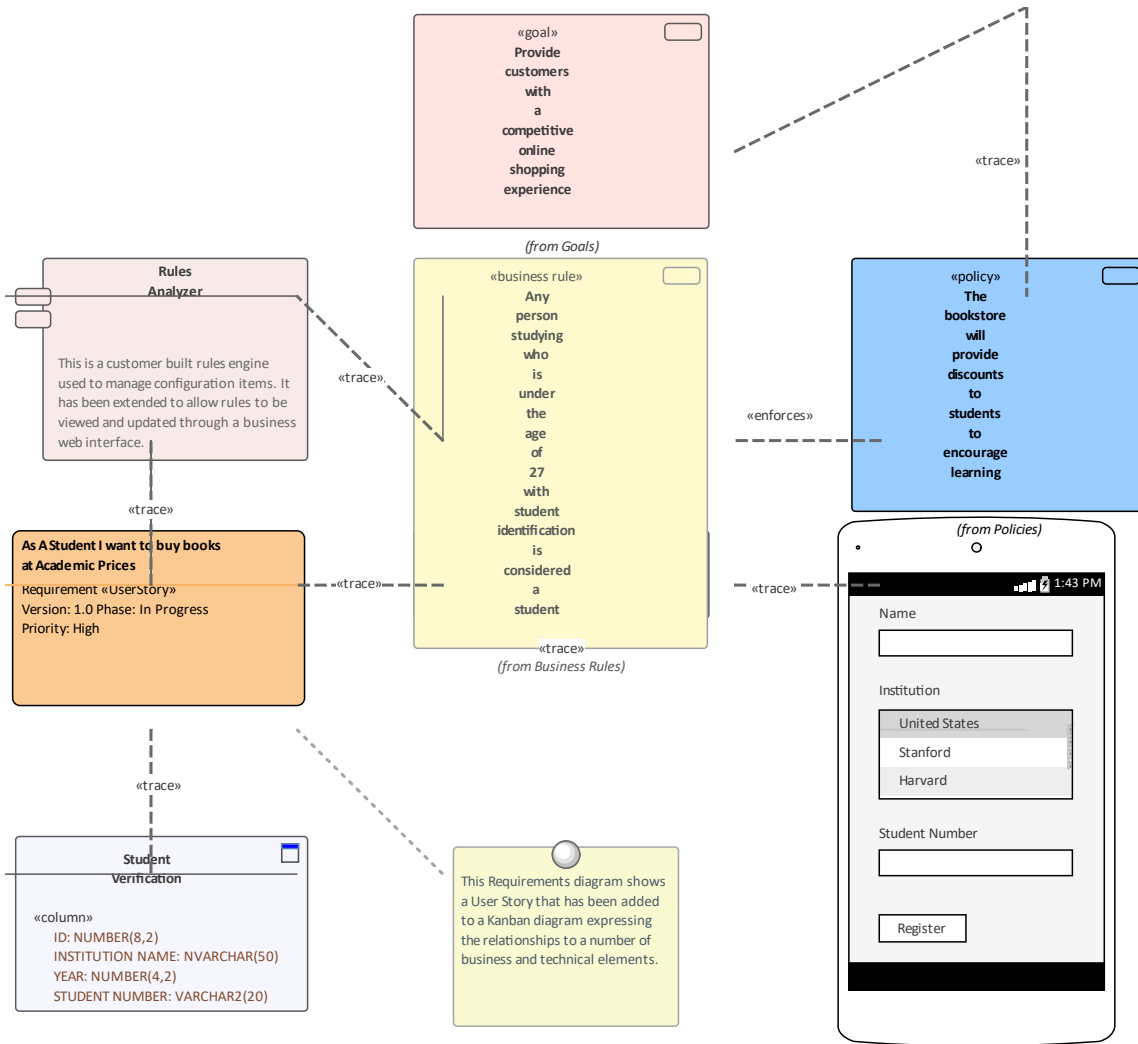 «goal»
Provide
customers
with
a
competitive
online
shopping
experience
«trace»
(from Goals)
Rules
Analyzer
This is a customer built rules engine
used to manage configuration items. It
has been extended to allow rules to be
viewed and updated through a business
web interface.
«trace»
«business rule»
Any
person
studying
who
is
under
the
age
of
27
with
student
identification
is
considered
a
student
«trace»
(from Business Rules)
«enforces»
«policy»
The
bookstore
will
provide
discounts
to
students
to
encourage
learning
(from Policies)
«trace»
As A Student I want to buy books
at Academic Prices
Requirement «UserStory»
Version: 1.0 Phase: In Progress
Priority: High
«trace»
«trace»
1:43 PM
Name
Institution
United States
Stanford
Harvard
Student Number
Register
«trace»
Student
Verification
«column»
ID: NUMBER(8,2)
INSTITUTION NAME: NVARCHAR(50)
YEAR: NUMBER(4,2)
STUDENT NUMBER: VARCHAR2(20)
This Requirements diagram shows
a User Story that has been added
to a Kanban diagram expressing
the relationships to a number of
business and technical elements.